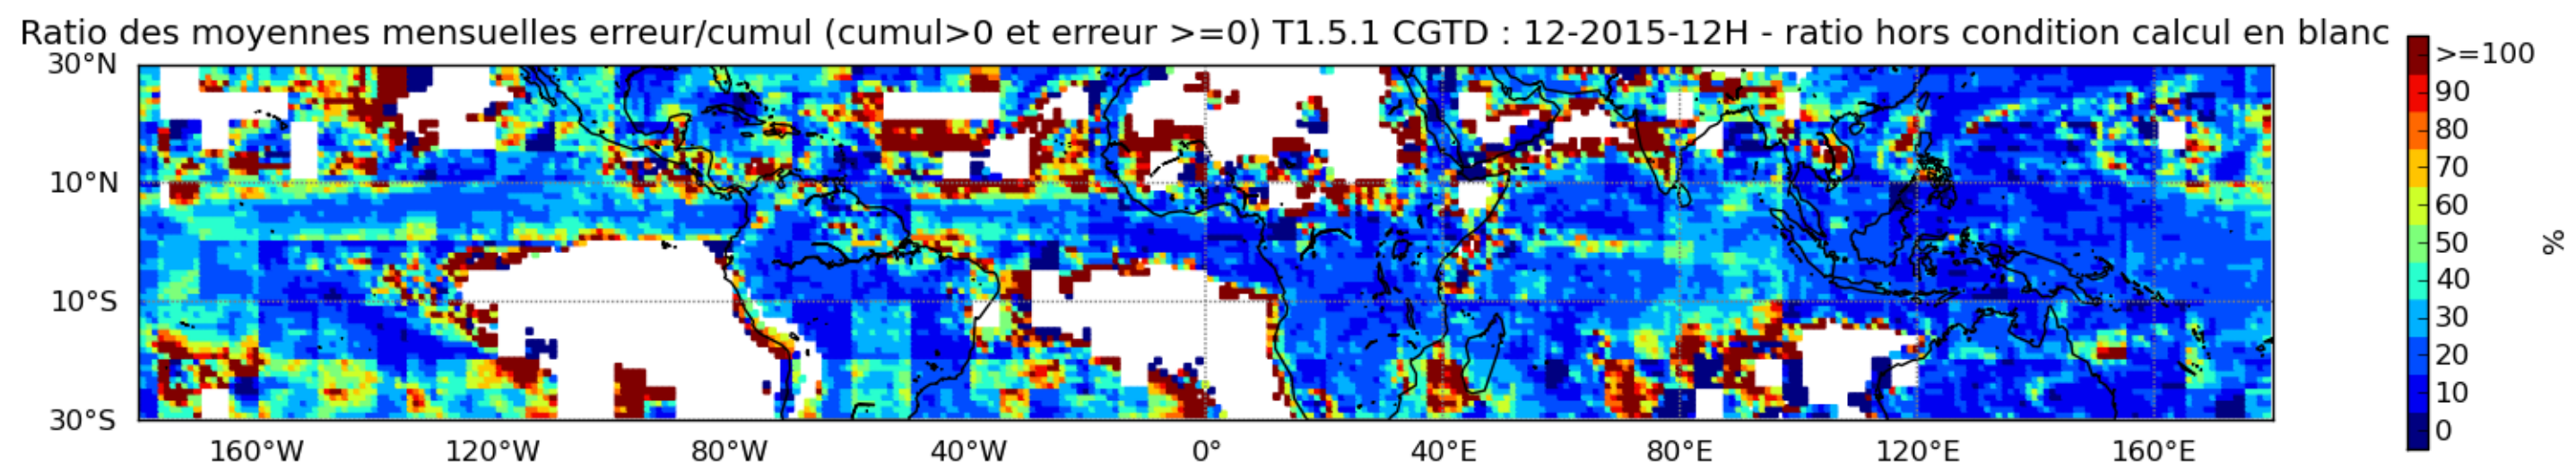 Ratio des moyennes mensuelles erreur/cumul (cumul>0 et erreur >=0) T1.5.1 CGTD : 12-2015-12H - ratio hors condition calcul en blanc
30°N
10°N
10°S
30°S
160°W 120°W 80°W 40°W 0° 40°E 80°E 120°E 160°E
>=100
90
80
70
60
50
40
30
20
10
0
%